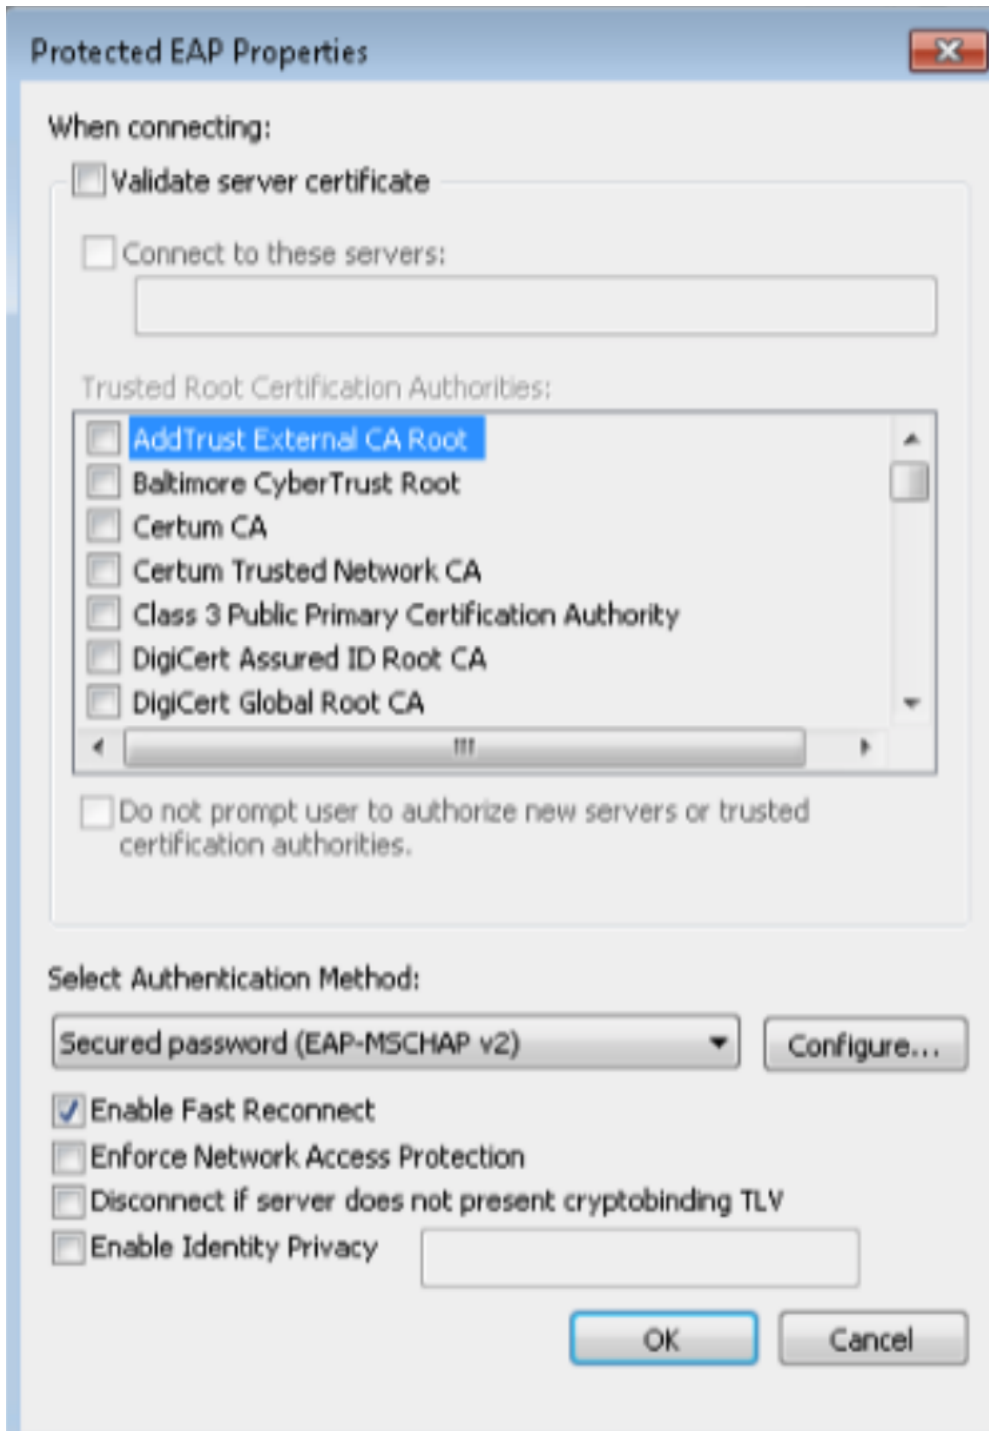 Protected EAP Properties
When connecting:
Validate server certificate
Connect to these servers:
Trusted Root Certification Authorities:
AddTrust External CA Root
Baltimore CyberTrust Root
Certum CA
Certum Trusted Network CA
Class 3 Public Primary Certification Authority
DigiCert Assured ID Root CA
DigiCert Global Root CA
Do not prompt user to authorize new servers or trusted
certification authorities.
Select Authentication Method:
Secured password (EAP-MSCHAP v2)
Configure...
Enable Fast Reconnect
Enforce Network Access Protection
Disconnect if server does not present cryptobinding TLV
Enable Identity Privacy
OK
Cancel